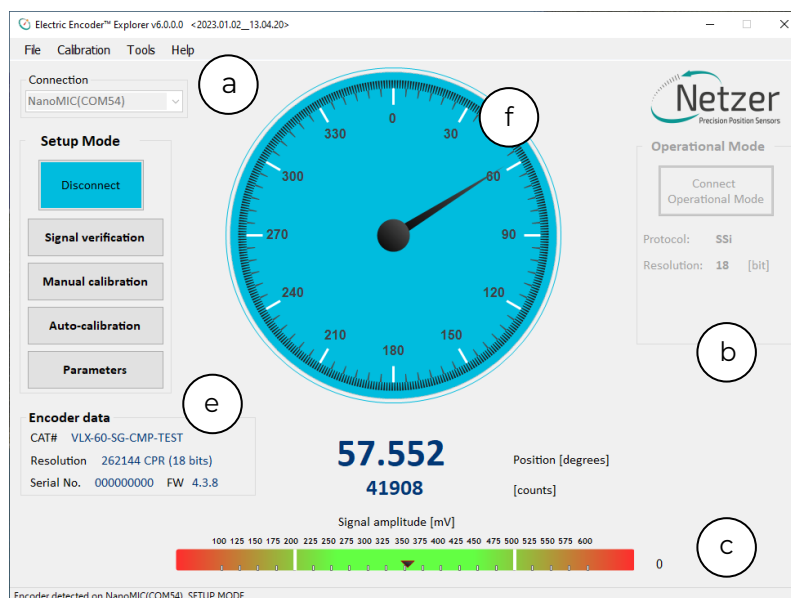 Electric Encoder™ Explorer v6.0.0.0 <2023.01.02__13.04.20>
File Calibration Tools Help
Connection
NanoMIC(COM54)
a
Setup Mode
Disconnect
Signal verification
Manual calibration
Auto-calibration
Parameters
e
Encoder data
CAT# VLX-60-SG-CMP-TEST
Resolution 262144 CPR (18 bits)
Serial No. 000000000 FW 4.3.8
f
0
30
60
90
120
150
180
210
240
270
300
330
57.552 Position [degrees]
41908 [counts]
Signal amplitude [mV]
100 125 150 175 200 225 250 275 300 325 350 375 400 425 450 475 500 525 550 575 600
0
c
Netzer
Precision Position Sensors
Operational Mode
Connect
Operational Mode
Protocol: SSi
Resolution: 18 [bit]
b
Encoder detected on NanoMIC(COM54) SETUP MODE